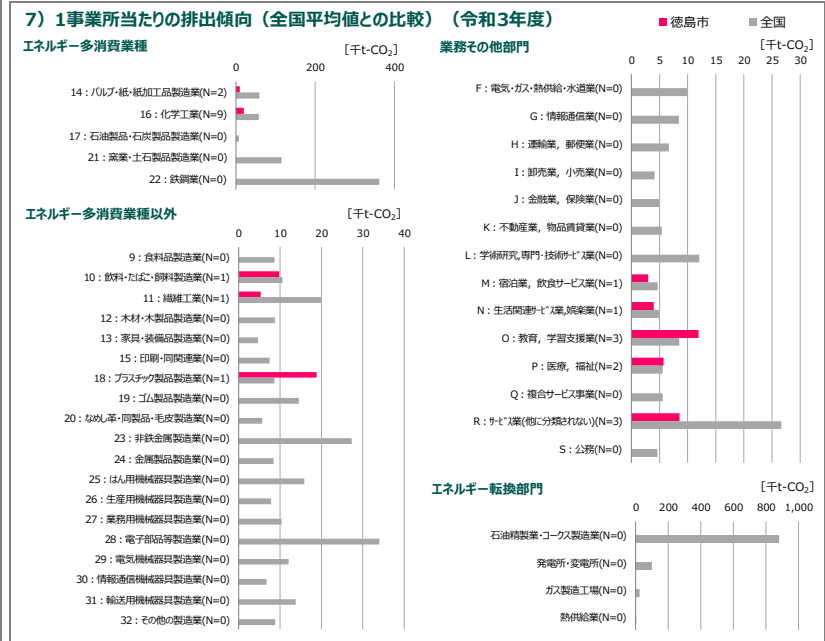 7）1事業所当たりの排出傾向（全国平均値との比較）（令和3年度）
徳島市
全国
エネルギー多消費業種
［千t-CO₂］
0 200 400
14：パルプ･紙･紙加工品製造業(N=2)
16：化学工業(N=9)
17：石油製品･石炭製品製造業(N=0)
21：窯業･土石製品製造業(N=0)
22：鉄鋼業(N=0)
エネルギー多消費業種以外
［千t-CO₂］
0 10 20 30 40
9：食料品製造業(N=0)
10：飲料･たばこ･飼料製造業(N=1)
11：繊維工業(N=1)
12：木材･木製品製造業(N=0)
13：家具･装備品製造業(N=0)
15：印刷･同関連業(N=0)
18：プラスチック製品製造業(N=1)
19：ゴム製品製造業(N=0)
20：なめし革･同製品･毛皮製造業(N=0)
23：非鉄金属製造業(N=0)
24：金属製品製造業(N=0)
25：はん用機械器具製造業(N=0)
26：生産用機械器具製造業(N=0)
27：業務用機械器具製造業(N=0)
28：電子部品等製造業(N=0)
29：電気機械器具製造業(N=0)
30：情報通信機械器具製造業(N=0)
31：輸送用機械器具製造業(N=0)
32：その他の製造業(N=0)
業務その他部門
［千t-CO₂］
0 5 10 15 20 25 30
F：電気･ガス･熱供給･水道業(N=0)
G：情報通信業(N=0)
H：運輸業，郵便業(N=0)
I：卸売業，小売業(N=0)
J：金融業，保険業(N=0)
K：不動産業，物品賃貸業(N=0)
L：学術研究,専門･技術ｻｰﾋﾞｽ業(N=0)
M：宿泊業，飲食サービス業(N=1)
N：生活関連ｻｰﾋﾞｽ業,娯楽業(N=1)
O：教育，学習支援業(N=3)
P：医療，福祉(N=2)
Q：複合サービス事業(N=0)
R：ｻｰﾋﾞｽ業(他に分類されない)(N=3)
S：公務(N=0)
エネルギー転換部門
［千t-CO₂］
0 200 400 600 800 1,000
石油精製業･コークス製造業(N=0)
発電所･変電所(N=0)
ガス製造工場(N=0)
熱供給業(N=0)